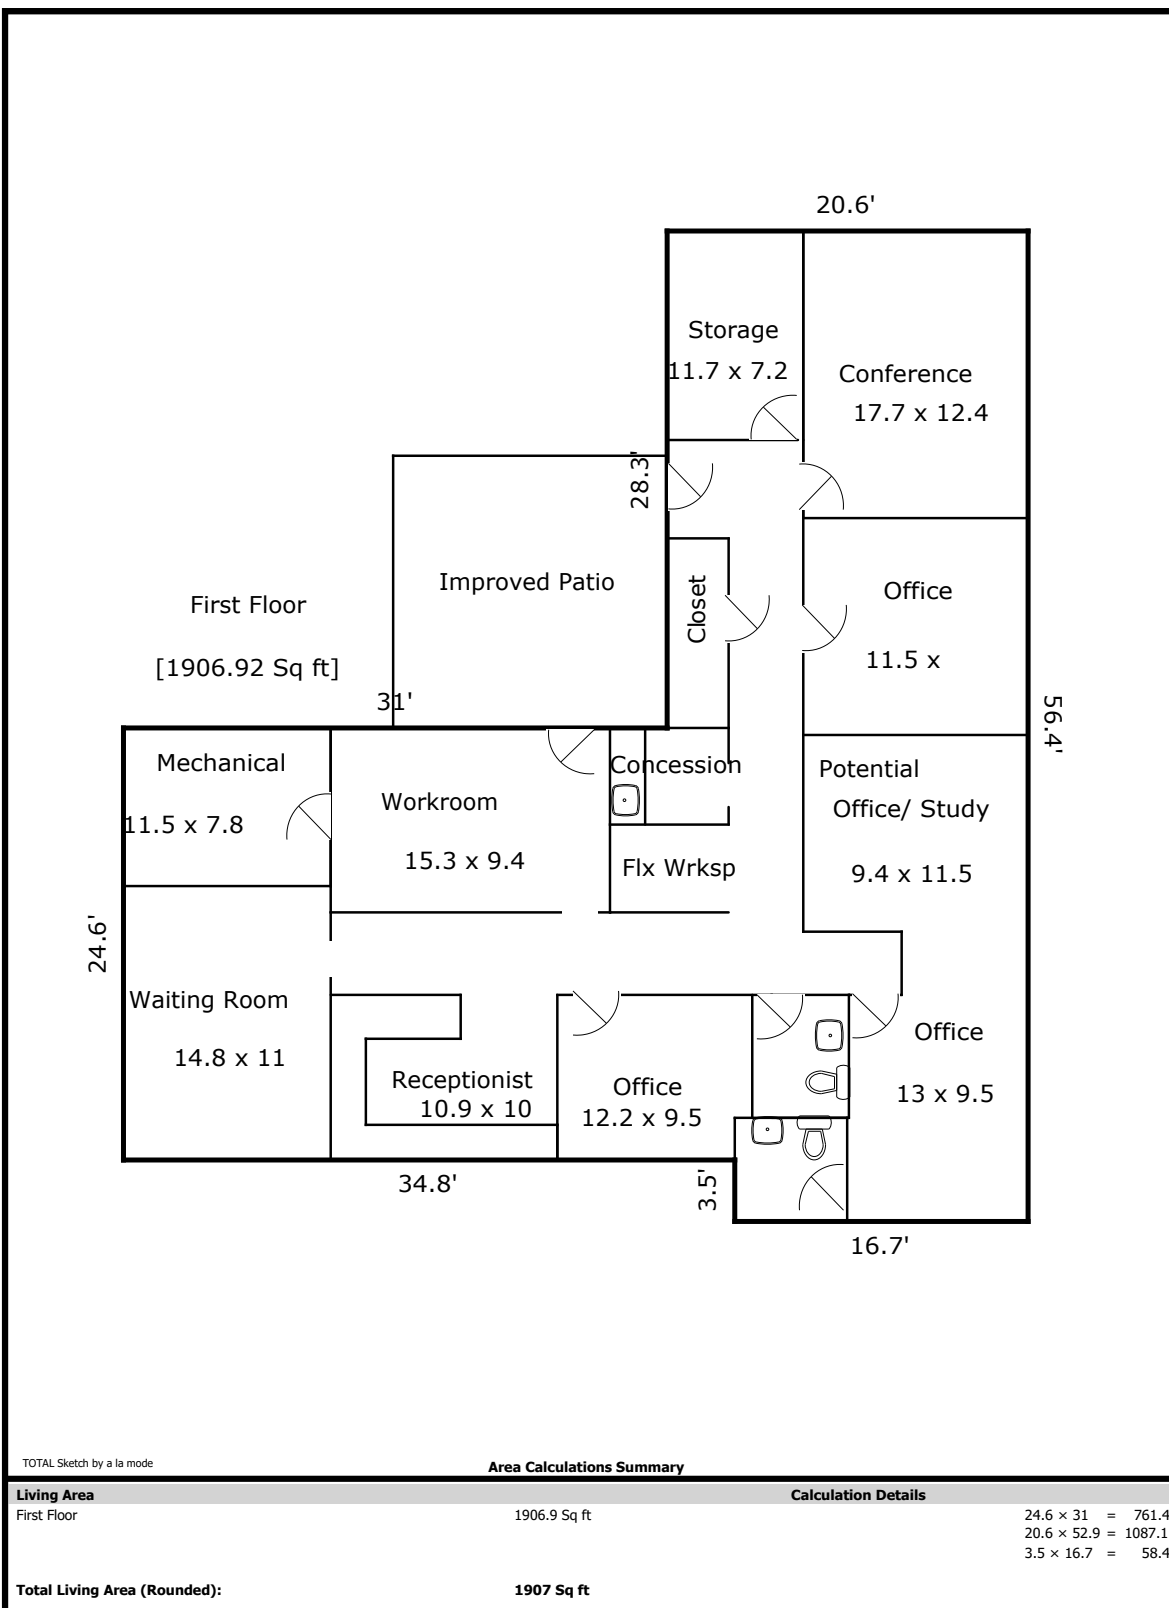 20.6'
Storage
11.7 x 7.2
Conference
17.7 x 12.4
28.3'
Improved Patio
Closet
Office
11.5 x
First Floor
[1906.92 Sq ft]
31'
56.4'
Mechanical
11.5 x 7.8
Workroom
15.3 x 9.4
Concession
Flx Wrksp
Potential
Office/ Study
9.4 x 11.5
24.6'
Waiting Room
14.8 x 11
Receptionist
10.9 x 10
Office
12.2 x 9.5
Office
13 x 9.5
34.8'
3.5'
16.7'
TOTAL Sketch by a la mode
Area Calculations Summary
Living Area Calculation Details
First Floor 1906.9 Sq ft 24.6 × 31 = 761.4
20.6 × 52.9 = 1087.1
3.5 × 16.7 = 58.4
Total Living Area (Rounded): 1907 Sq ft